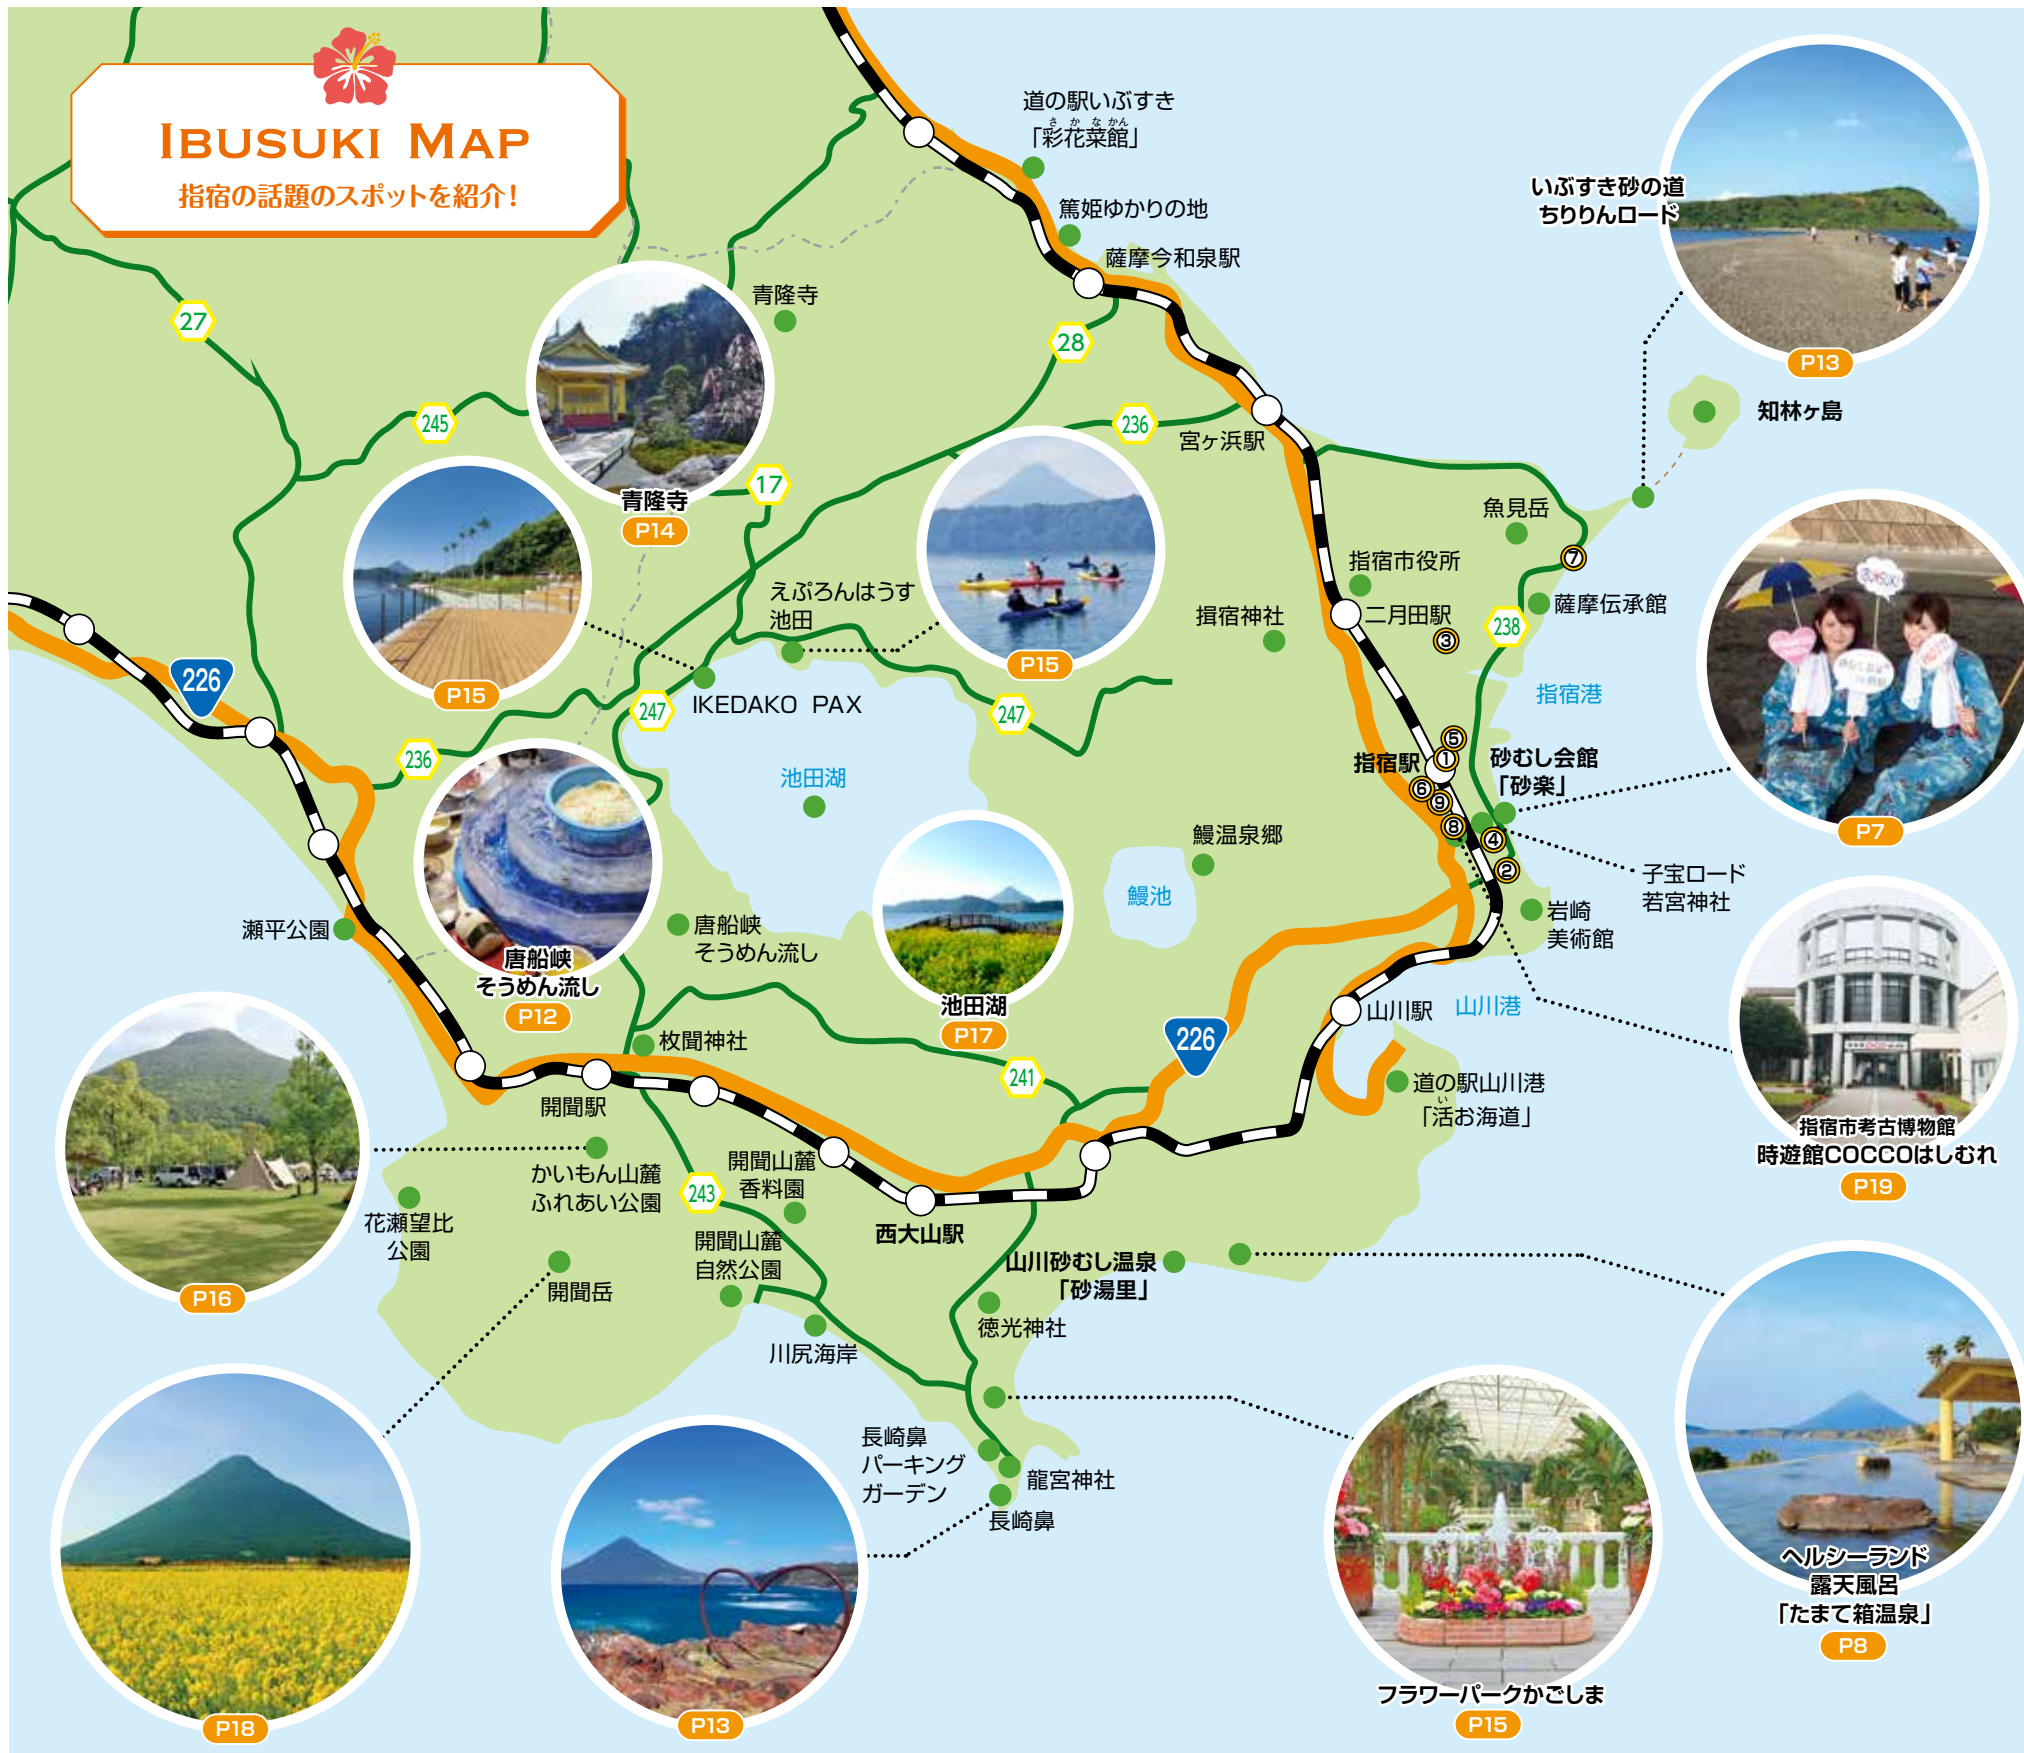 IBUSUKI MAP
指宿の話題のスポットを紹介!
道の駅いぶすき
さかなかん
「彩花菜館」
篤姫ゆかりの地
薩摩今和泉駅
いぶすき砂の道
ちりりんロード
P13
知林ヶ島
27
245
28
236
17
青隆寺
青隆寺
P14
宮ヶ浜駅
魚見岳
⑦
指宿市役所
二月田駅
③
薩摩伝承館
238
揖宿神社
指宿港
えぷろんはうす
池田
P15
P15
IKEDAKO PAX
247
247
226
236
池田湖
指宿駅
⑤
①
⑥
⑨
⑧
④
②
砂むし会館
「砂楽」
IBUSUKI
P7
子宝ロード
若宮神社
岩崎
美術館
鰻温泉郷
鰻池
瀬平公園
唐船峡
そうめん流し
唐船峡
そうめん流し
P12
池田湖
P17
山川駅
山川港
226
241
枚聞神社
道の駅山川港
い
「活お海道」
指宿市考古博物館
時遊館COCCOはしむれ
P19
開聞駅
かいもん山麓
ふれあい公園
P16
243
開聞山麓
香料園
花瀬望比
公園
開聞岳
開聞山麓
自然公園
西大山駅
山川砂むし温泉
「砂湯里」
徳光神社
川尻海岸
長崎鼻
パーキング
ガーデン
龍宮神社
長崎鼻
P18
P13
フラワーパークかごしま
P15
ヘルシーランド
露天風呂
「たまて箱温泉」
P8